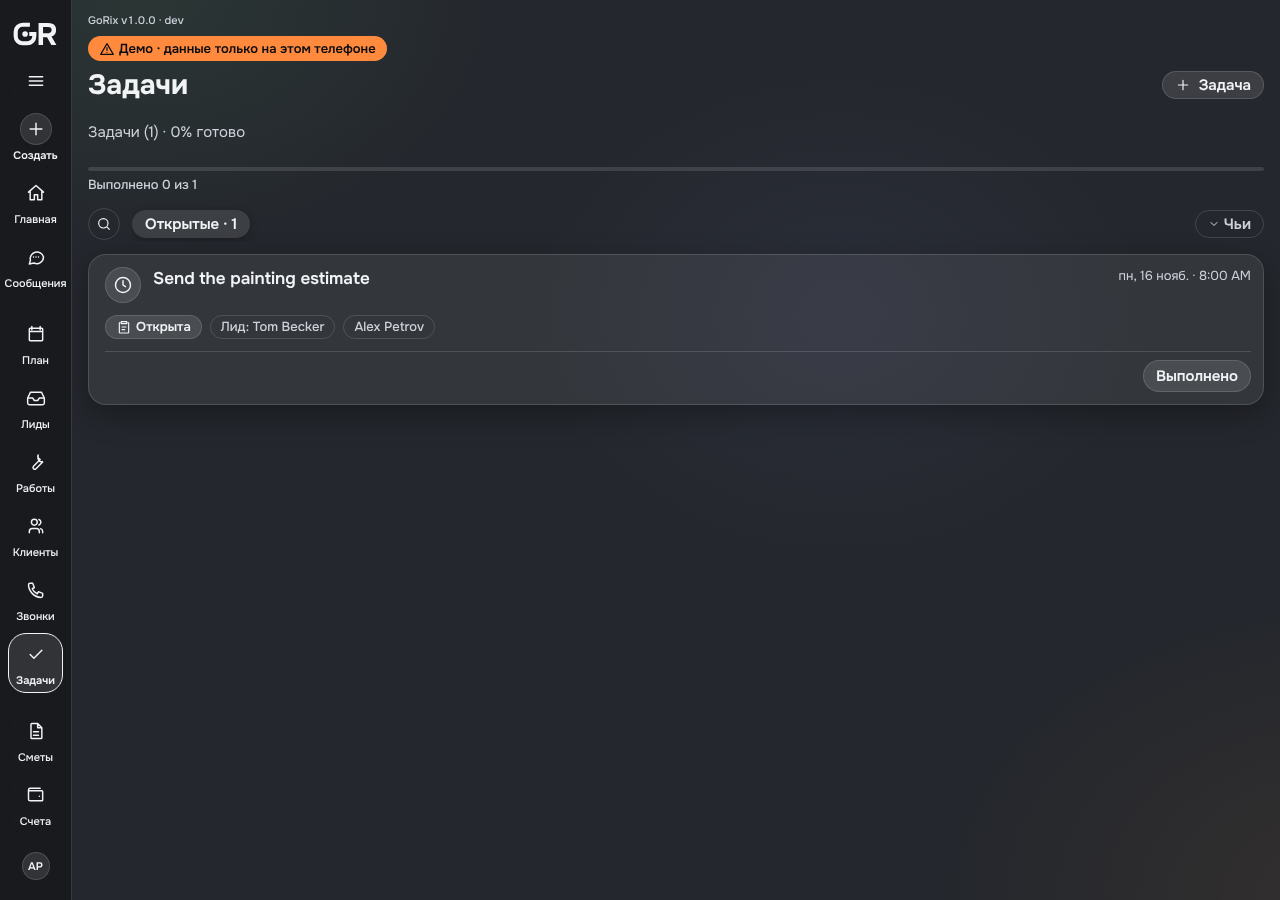 GR
GoRix v1.0.0 · dev
Демо · данные только на этом телефоне
Задачи
Задача
Задачи (1) · 0% готово
Выполнено 0 из 1
Открытые · 1
Чьи
Send the painting estimate
пн, 16 нояб. · 8:00 AM
Открыта
Лид: Tom Becker
Alex Petrov
Выполнено
Создать
Главная
Сообщения
План
Лиды
Работы
Клиенты
Звонки
Задачи
Сметы
Счета
AP